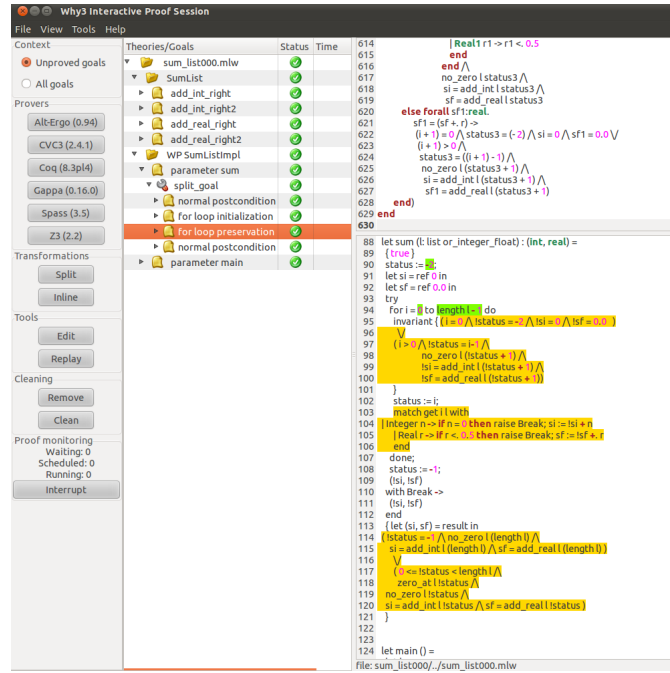 Why3 Interactive Proof Session
File View Tools Help
Context
Unproved goals
All goals
Provers
Alt-Ergo (0.94)
CVC3 (2.4.1)
Coq (8.3pl4)
Gappa (0.16.0)
Spass (3.5)
Z3 (2.2)
Transformations
Split
Inline
Tools
Edit
Replay
Cleaning
Remove
Clean
Proof monitoring
Waiting: 0
Scheduled: 0
Running: 0
Interrupt
Theories/Goals Status Time
sum_list000.mlw
SumList
add_int_right
add_int_right2
add_real_right
add_real_right2
WP SumListImpl
parameter sum
split_goal
normal postcondition
for loop initialization
for loop preservation
normal postcondition
parameter main
614 | Real1 r1 -> r1 <. 0.5
615 end
616 end /\
617 no_zero l status3 /\
618 si = add_int l status3 /\
619 sf = add_real l status3
620 else forall sf1:real.
621 sf1 = (sf +. r) ->
622 (i + 1) = 0 /\ status3 = (-2) /\ si = 0 /\ sf1 = 0.0 \/
623 (i + 1) > 0 /\
624 status3 = ((i + 1) - 1) /\
625 no_zero l (status3 + 1) /\
626 si = add_int l (status3 + 1) /\
627 sf1 = add_real l (status3 + 1)
628 end)
629 end
630
88 let sum (l: list or_integer_float) : (int, real) =
89 { true }
90 status := -2;
91 let si = ref 0 in
92 let sf = ref 0.0 in
93 try
94 for i = 0 to length l - 1 do
95 invariant { ( i = 0 /\ !status = -2 /\ !si = 0 /\ !sf = 0.0 )
96 \/
97 ( i > 0 /\ !status = i-1 /\
98 no_zero l (!status + 1) /\
99 !si = add_int l (!status + 1) /\
100 !sf = add_real l (!status + 1))
101 }
102 status := i;
103 match get i l with
104 | Integer n -> if n = 0 then raise Break; si := !si + n
105 | Real r -> if r <. 0.5 then raise Break; sf := !sf +. r
106 end
107 done;
108 status := -1;
109 (!si, !sf)
110 with Break ->
111 (!si, !sf)
112 end
113 { let (si, sf) = result in
114 ( !status = -1 /\ no_zero l (length l) /\
115 si = add_int l (length l) /\ sf = add_real l (length l) )
116 \/
117 ( 0 <= !status < length l /\
118 zero_at l !status /\
119 no_zero l !status /\
120 si = add_int l !status /\ sf = add_real l !status )
121 }
122
123
124 let main () =
file: sum_list000/../sum_list000.mlw